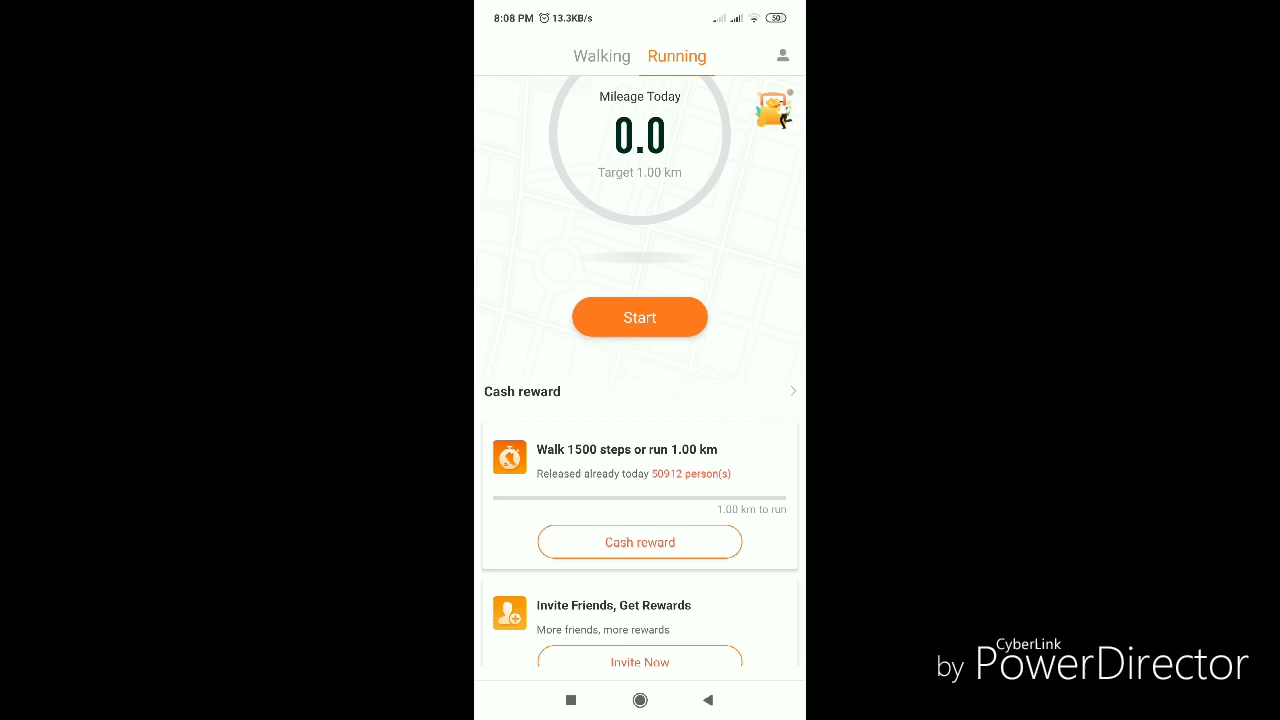 8:08 PM 13.3KB/s 50
Walking Running
Mileage Today
0.0
Target 1.00 km
Start
Cash reward
Walk 1500 steps or run 1.00 km
Released already today 50912 person(s)
1.00 km to run
Cash reward
Invite Friends, Get Rewards
More friends, more rewards
Invite Now
CyberLink
by PowerDirector